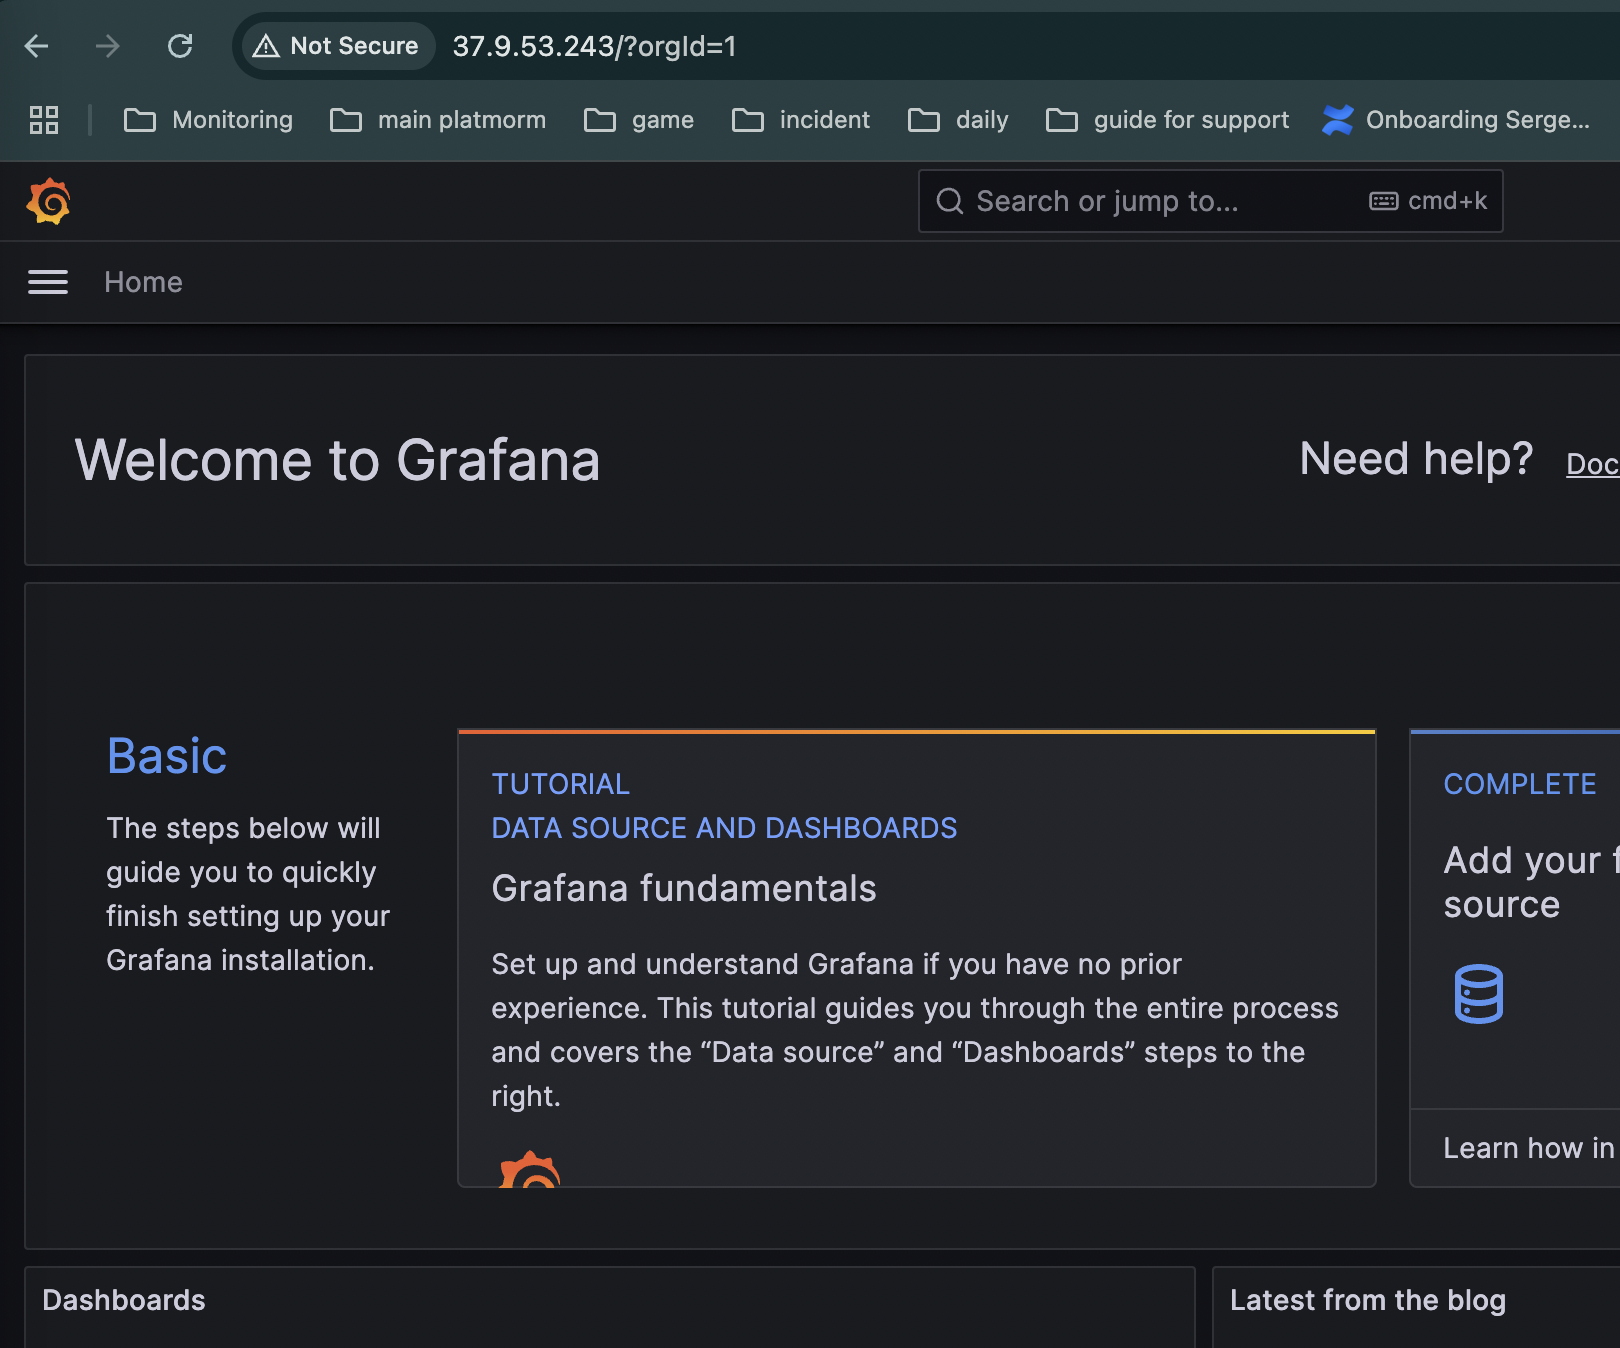 Not Secure 37.9.53.243/?orgId=1
Monitoring main platmorm game incident daily guide for support Onboarding Serge...
Search or jump to... cmd+k
Home
Welcome to Grafana
Need help? Doc
Basic
The steps below will
guide you to quickly
finish setting up your
Grafana installation.
TUTORIAL
DATA SOURCE AND DASHBOARDS
Grafana fundamentals
Set up and understand Grafana if you have no prior
experience. This tutorial guides you through the entire process
and covers the “Data source” and “Dashboards” steps to the
right.
COMPLETE
Add your f
source
Learn how in
Dashboards
Latest from the blog